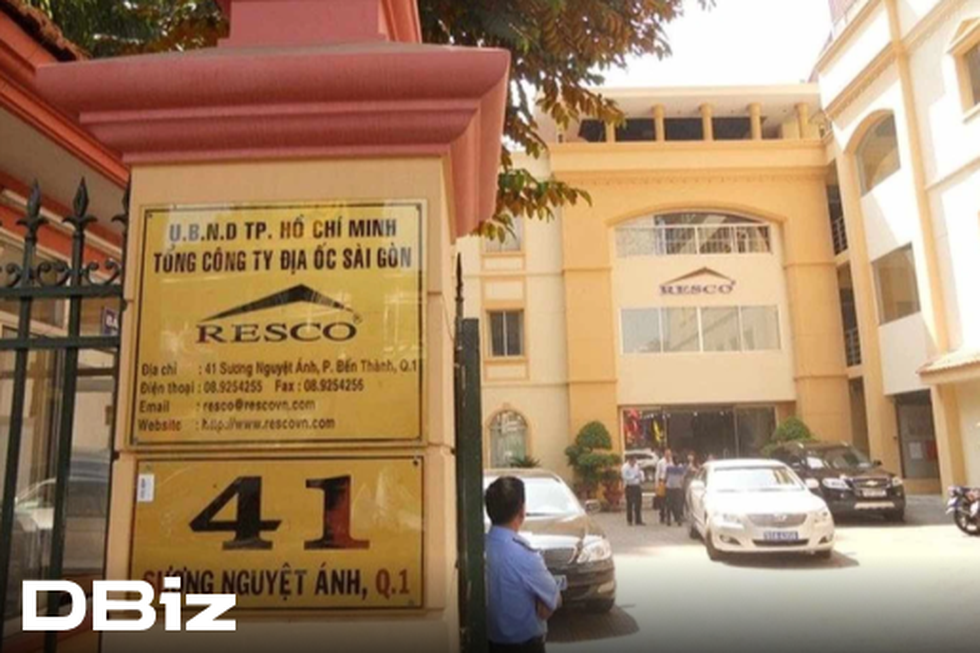 U.B.N.D TP. HỒ CHÍ MINH
TỔNG CÔNG TY ĐỊA ỐC SÀI GÒN
RESCO®
Địa chỉ : 41 Sương Nguyệt Ánh, P. Bến Thành, Q.1
Điện thoại : 08.9254255 Fax : 08.9254256
Email : resco@rescovn.com
Website : http://www.rescovn.com
41
SƯƠNG NGUYỆT ÁNH, Q.1
RESCO®
DBiz